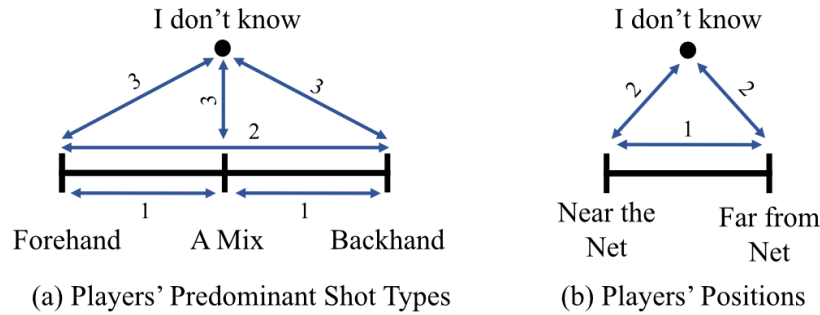 I don't know
3
3
3
2
1
1
Forehand
A Mix
Backhand
(a) Players' Predominant Shot Types
I don't know
2
2
1
Near the
Net
Far from
Net
(b) Players' Positions